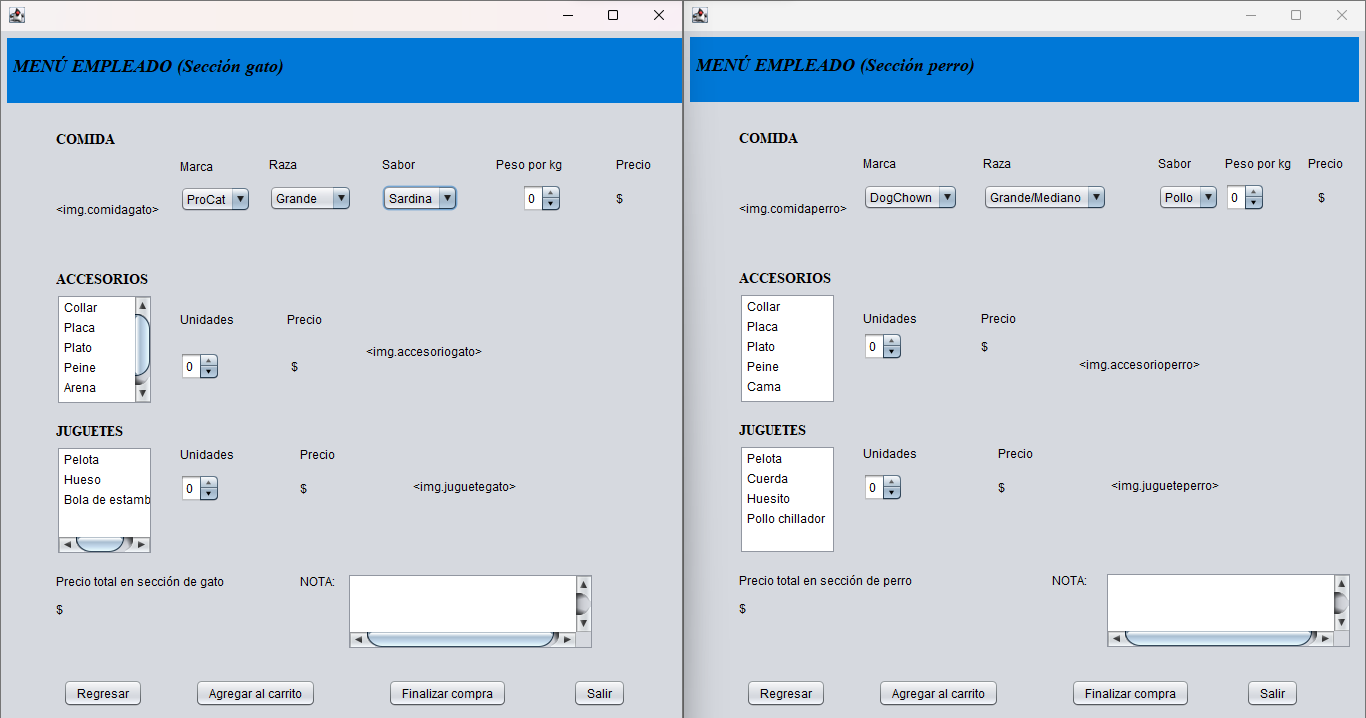 MENÚ EMPLEADO (Sección gato)
COMIDA
Marca Raza Sabor Peso por kg Precio
<img.comidagato> ProCat Grande Sardina 0 $
ACCESORIOS
Collar
Placa
Plato
Peine
Arena
Unidades Precio
0 $
<img.accesoriogato>
JUGUETES
Pelota
Hueso
Bola de estamb
Unidades Precio
0 $
<img.juguetegato>
Precio total en sección de gato
$
NOTA:
Regresar Agregar al carrito Finalizar compra Salir
MENÚ EMPLEADO (Sección perro)
COMIDA
Marca Raza Sabor Peso por kg Precio
<img.comidaperro> DogChown Grande/Mediano Pollo 0 $
ACCESORIOS
Collar
Placa
Plato
Peine
Cama
Unidades Precio
0 $
<img.accesorioperro>
JUGUETES
Pelota
Cuerda
Huesito
Pollo chillador
Unidades Precio
0 $
<img.jugueteperro>
Precio total en sección de perro
$
NOTA:
Regresar Agregar al carrito Finalizar compra Salir